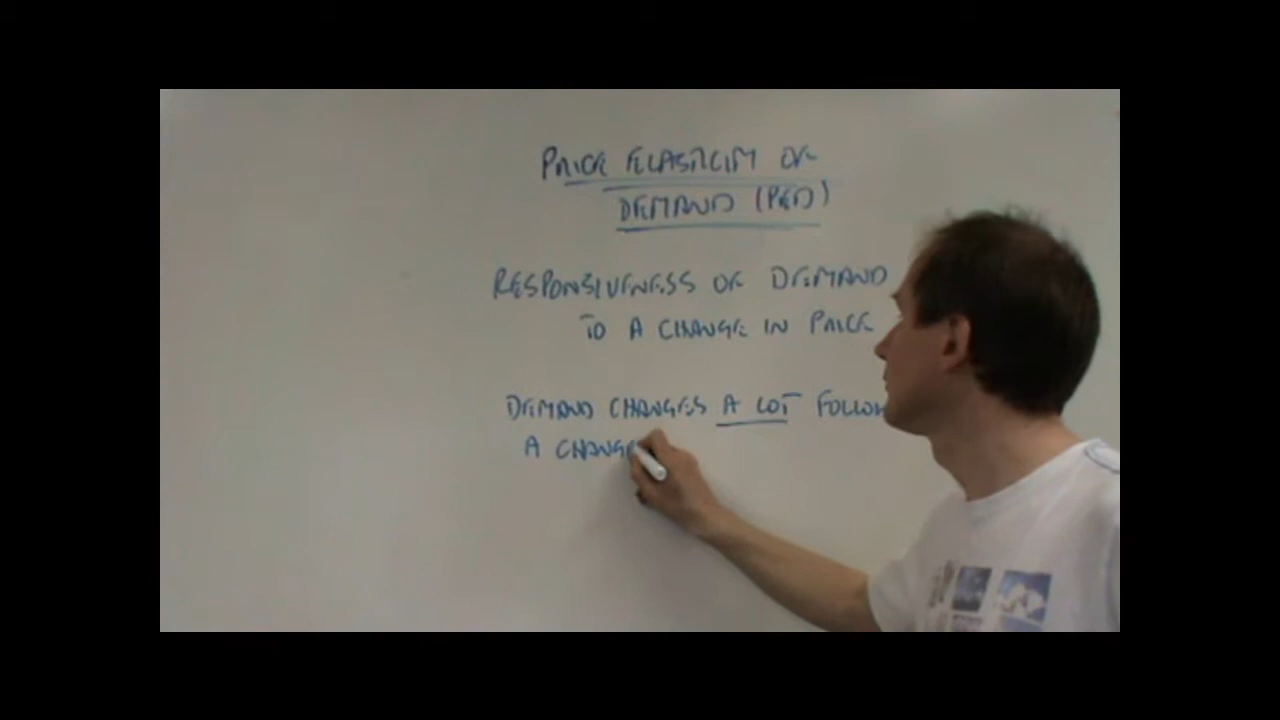 PRICE ELASTICITY OF
DEMAND (PED)
RESPONSIVENESS OF DEMAND
TO A CHANGE IN PRICE
DEMAND CHANGES A LOT FOLLOW
A CHANGE